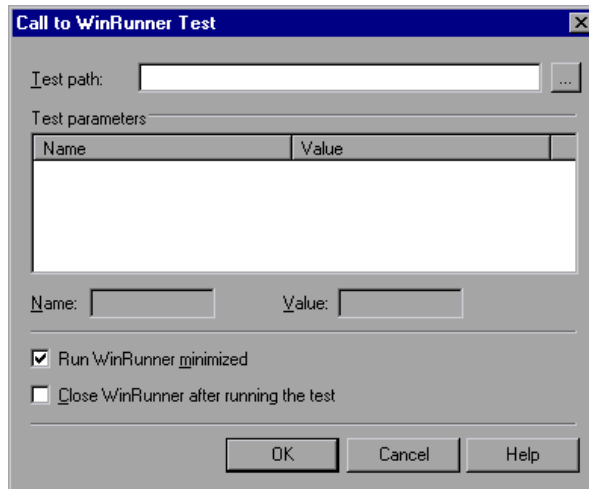 Call to WinRunner Test
Test path:
...
Test parameters
Name Value
Name: Value:
Run WinRunner minimized
Close WinRunner after running the test
OK Cancel Help